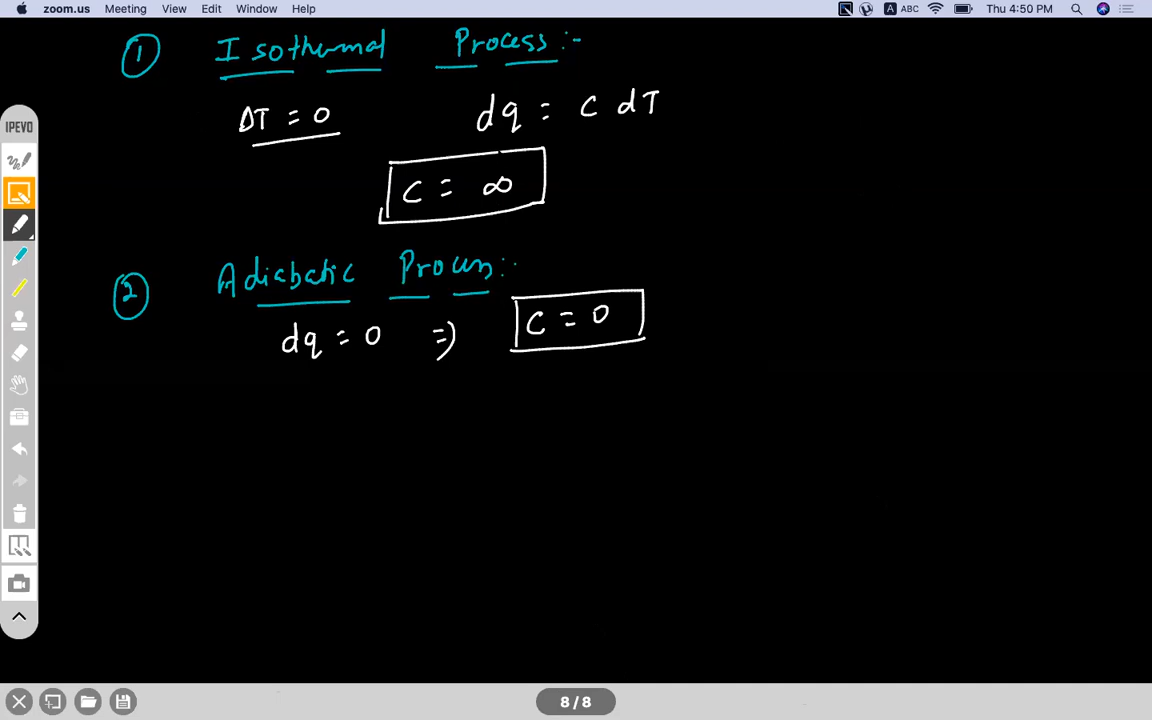 zoom.us Meeting View Edit Window Help A ABC Thu 4:50 PM
① Isothermal Process :-
ΔT = 0 dq = C dT
IPEVO
C = ∞
② Adiabatic Process :-
dq = 0 ⇒ C = 0
8 / 8